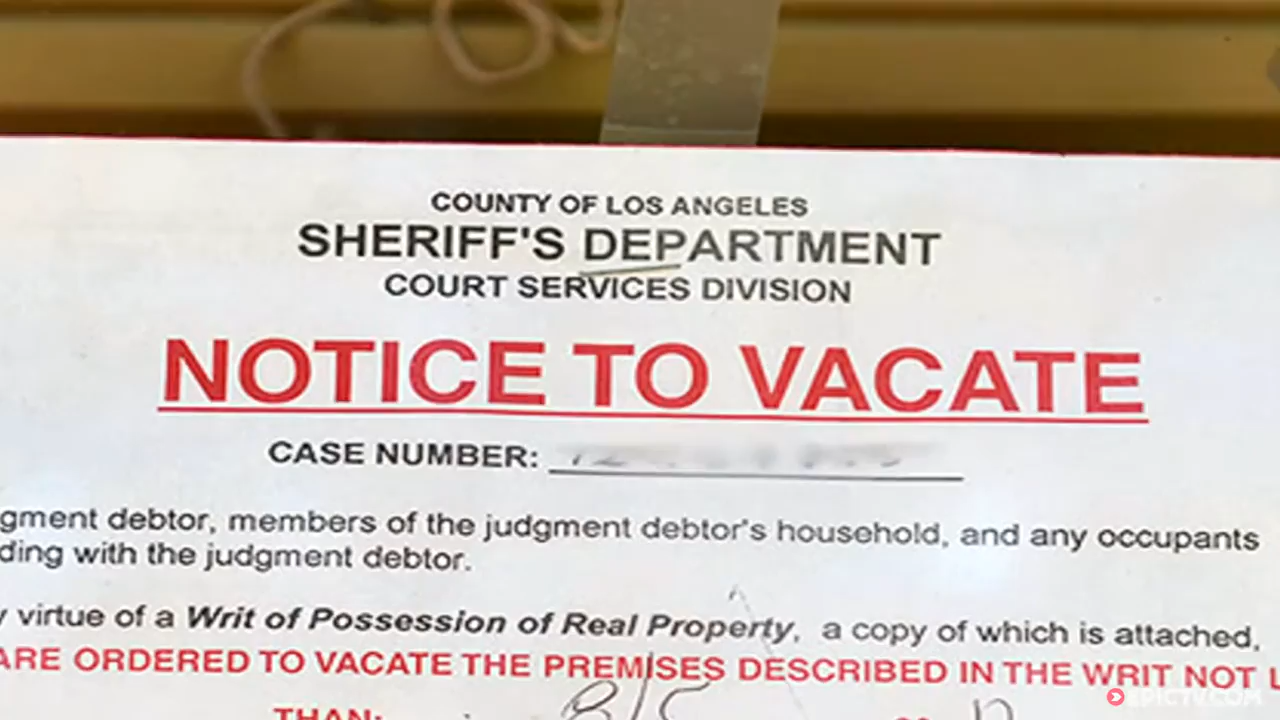 COUNTY OF LOS ANGELES
SHERIFF'S DEPARTMENT
COURT SERVICES DIVISION
NOTICE TO VACATE
CASE NUMBER:
gment debtor, members of the judgment debtor's household, and any occupants
ding with the judgment debtor.
y virtue of a Writ of Possession of Real Property, a copy of which is attached,
ARE ORDERED TO VACATE THE PREMISES DESCRIBED IN THE WRIT NOT L
THAN: 8/5
EPICTV.COM